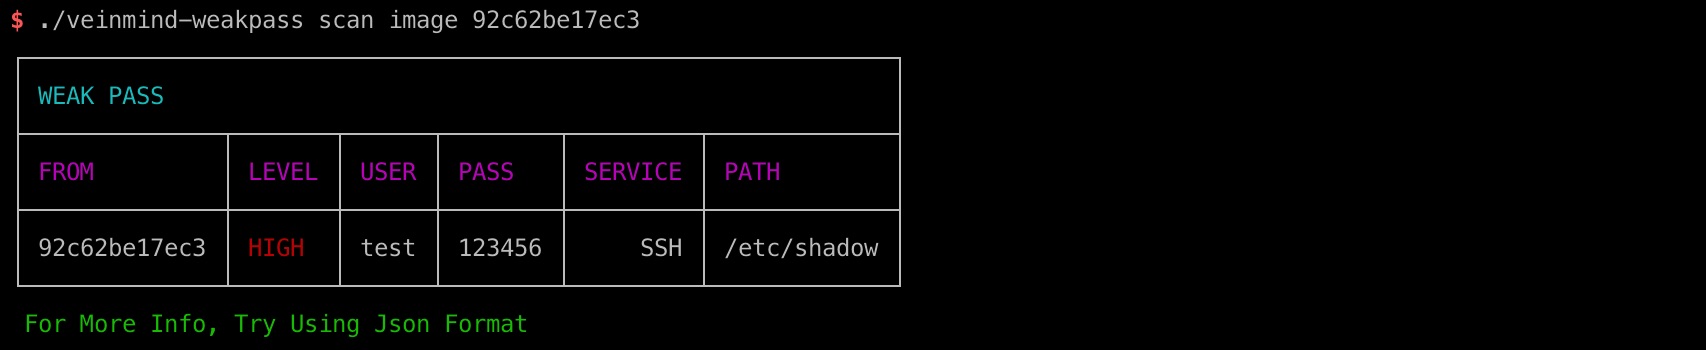 $ ./veinmind-weakpass scan image 92c62be17ec3
WEAK PASS
FROM LEVEL USER PASS SERVICE PATH
92c62be17ec3 HIGH test 123456 SSH /etc/shadow
For More Info, Try Using Json Format